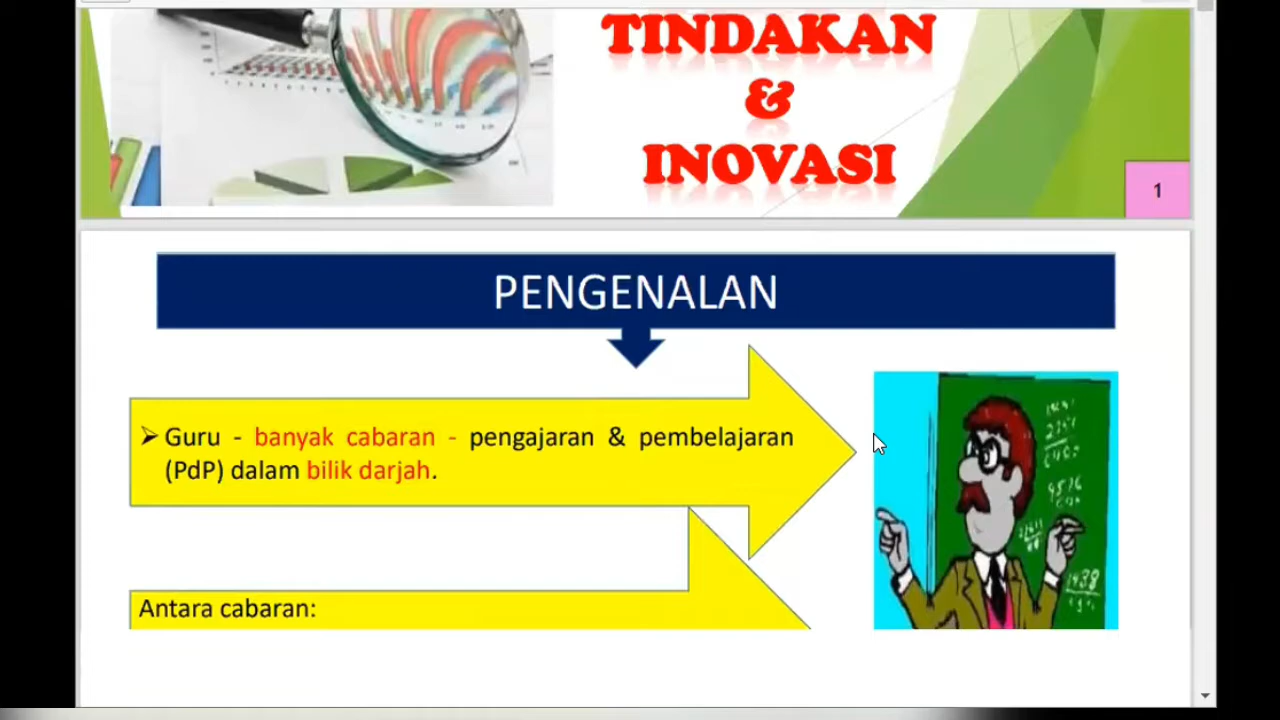 TINDAKAN
&
INOVASI
1
PENGENALAN
➢ Guru - banyak cabaran - pengajaran & pembelajaran
(PdP) dalam bilik darjah.
Antara cabaran: